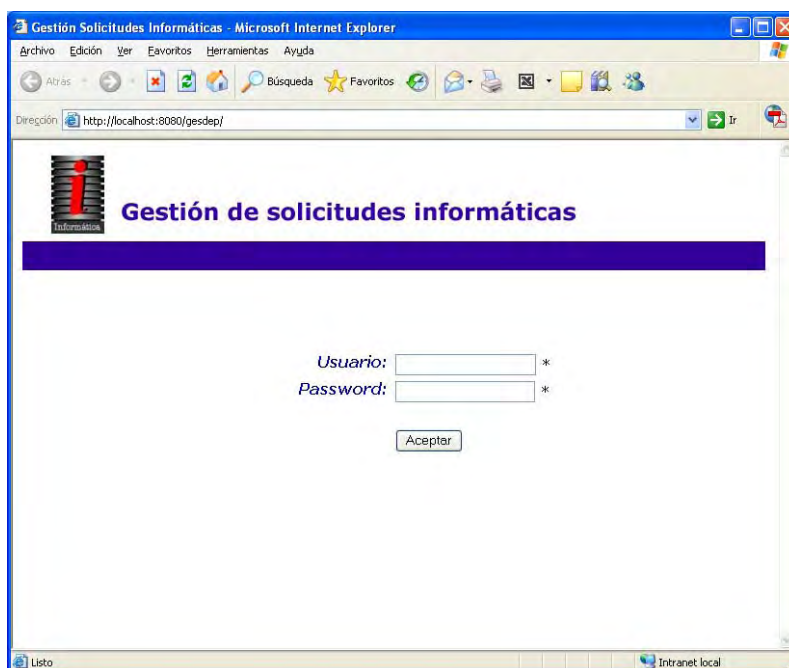 Gestión Solicitudes Informáticas - Microsoft Internet Explorer
Archivo Edición Ver Favoritos Herramientas Ayuda
Atrás Búsqueda Favoritos
Dirección http://localhost:8080/gesdep/ Ir
i
Informática
Gestión de solicitudes informáticas
Usuario: *
Password: *
Aceptar
Listo Intranet local